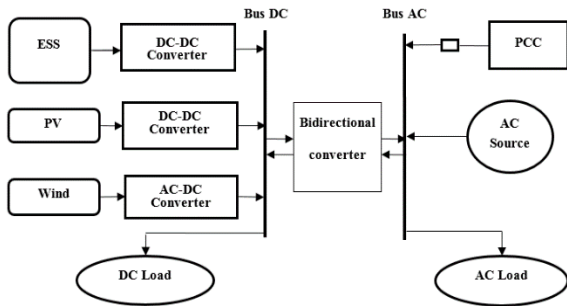 Bus DC
Bus AC
ESS
DC-DC
Converter
PCC
PV
DC-DC
Converter
Bidirectional
converter
AC
Source
Wind
AC-DC
Converter
DC Load
AC Load